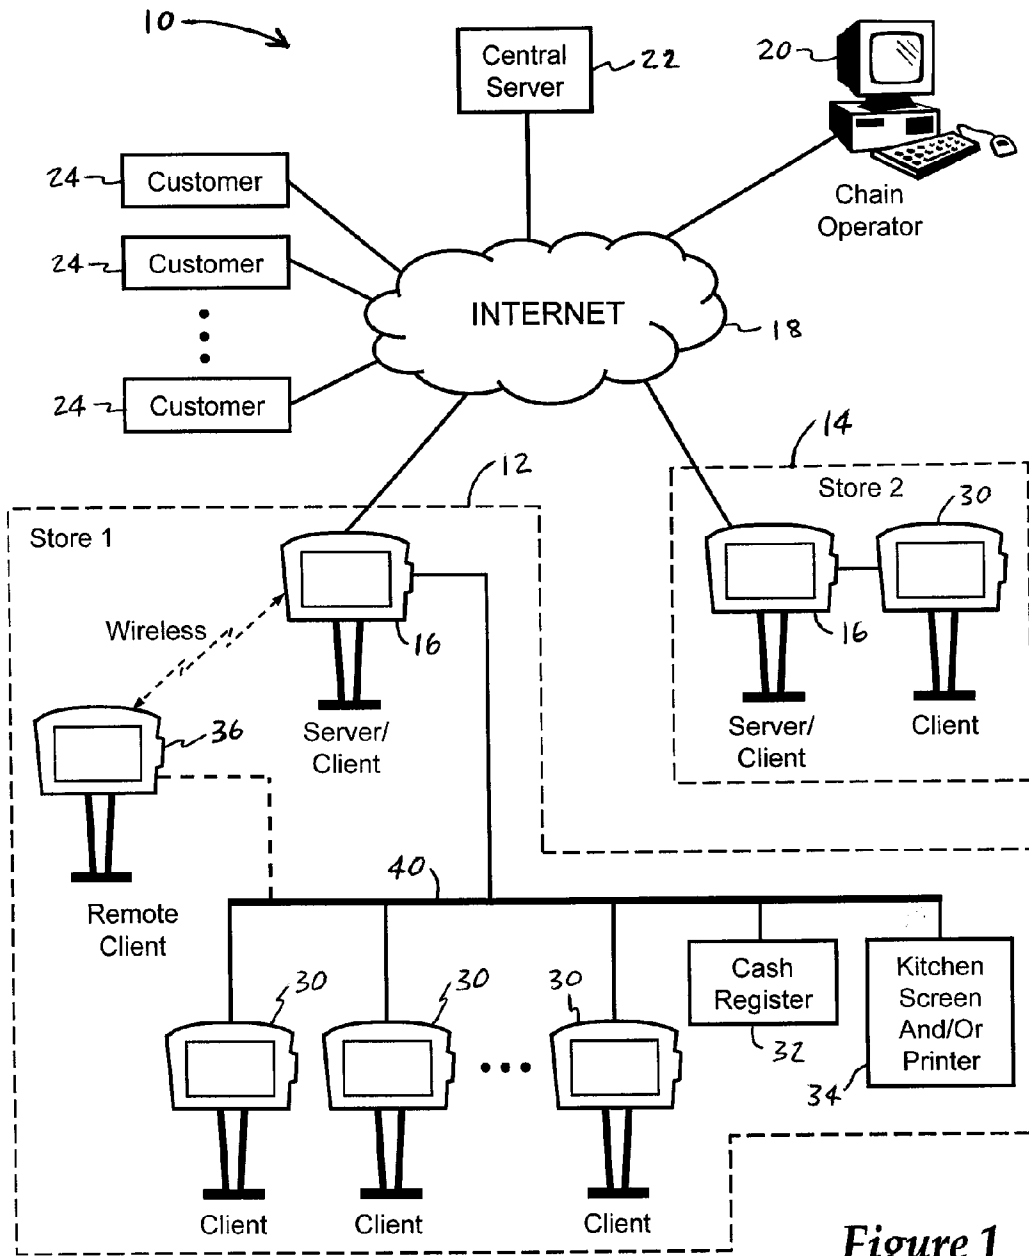 10
Central
Server
22
20
Chain
Operator
24
Customer
24
Customer
24
Customer
INTERNET
18
12
14
Store 1
Store 2
30
Wireless
16
16
Server/
Client
Server/
Client
Client
36
Remote
Client
40
30
30
30
Cash
Register
32
Kitchen
Screen
And/Or
Printer
34
Client
Client
Client
Figure 1